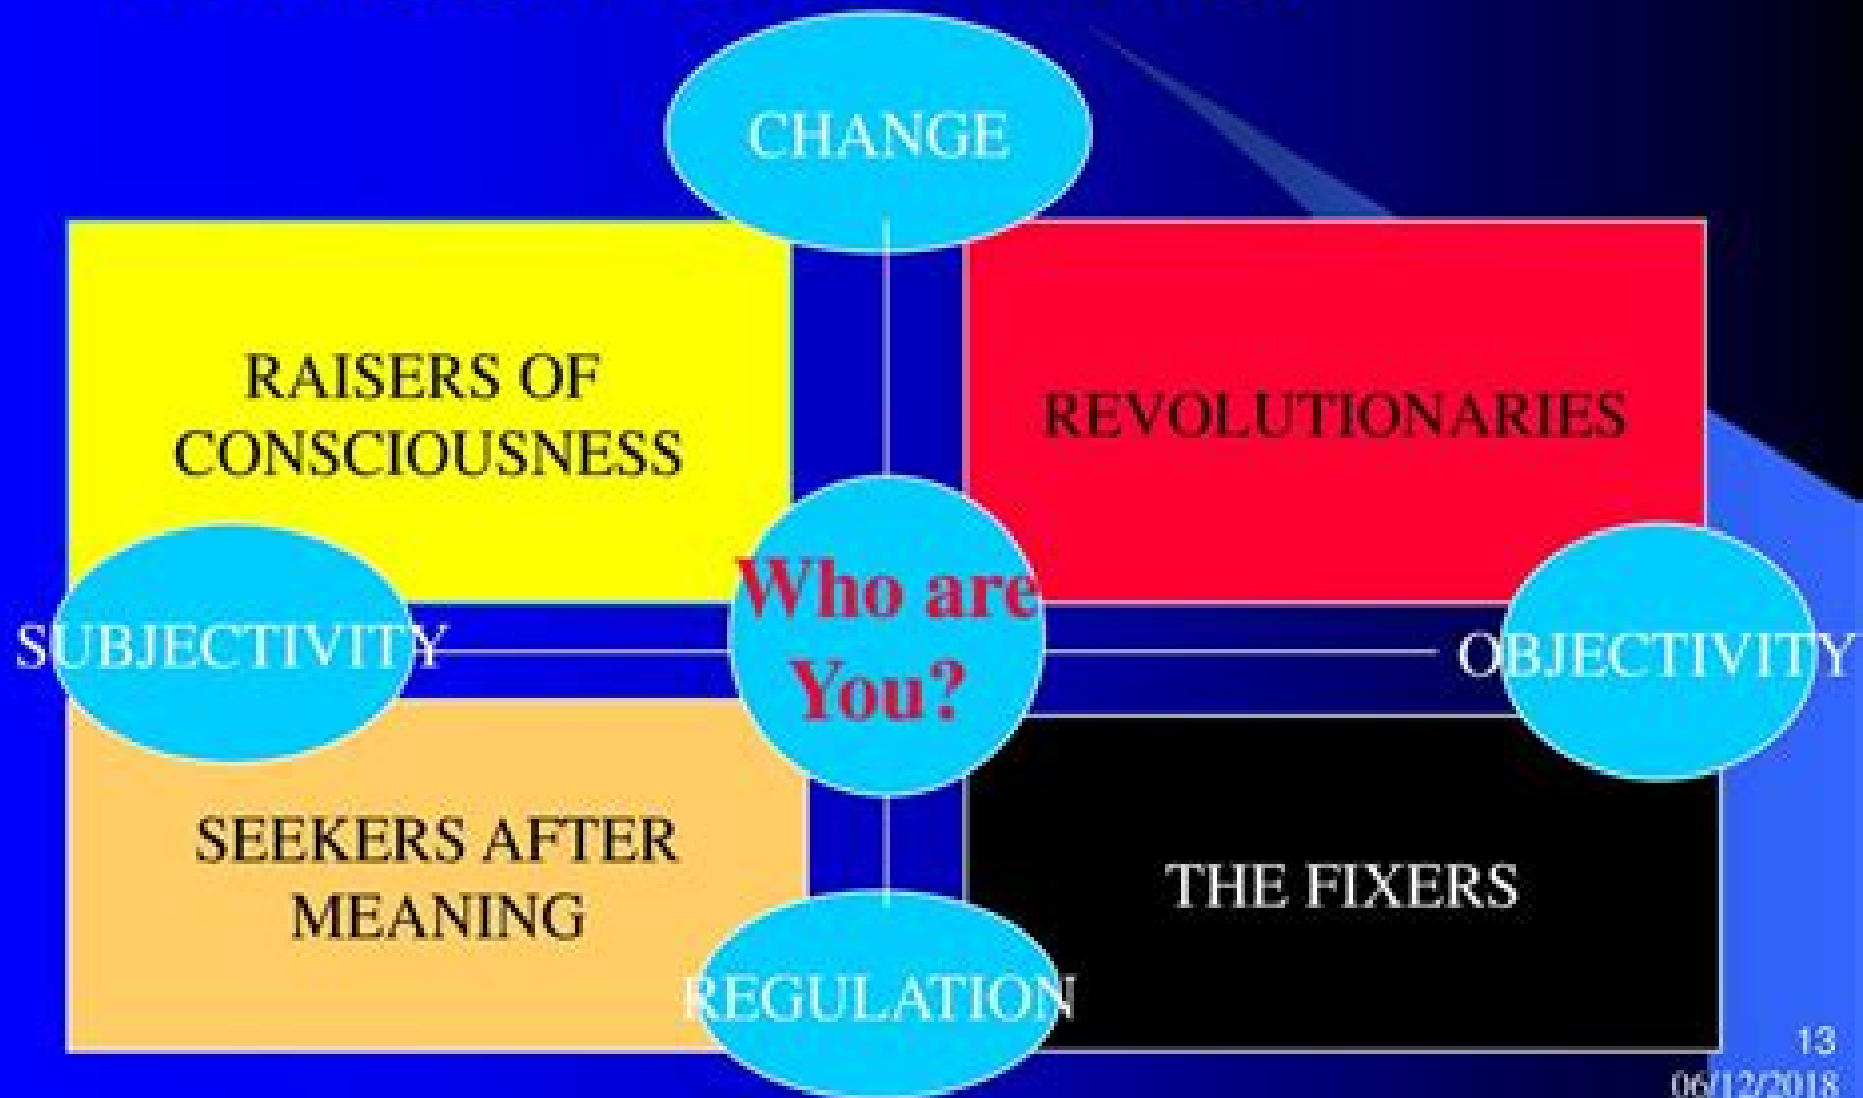 CHANGE
RAISERS OF
CONSCIOUSNESS
REVOLUTIONARIES
SUBJECTIVITY
Who are
You?
OBJECTIVITY
SEEKERS AFTER
MEANING
THE FIXERS
REGULATION
13
06/12/2018